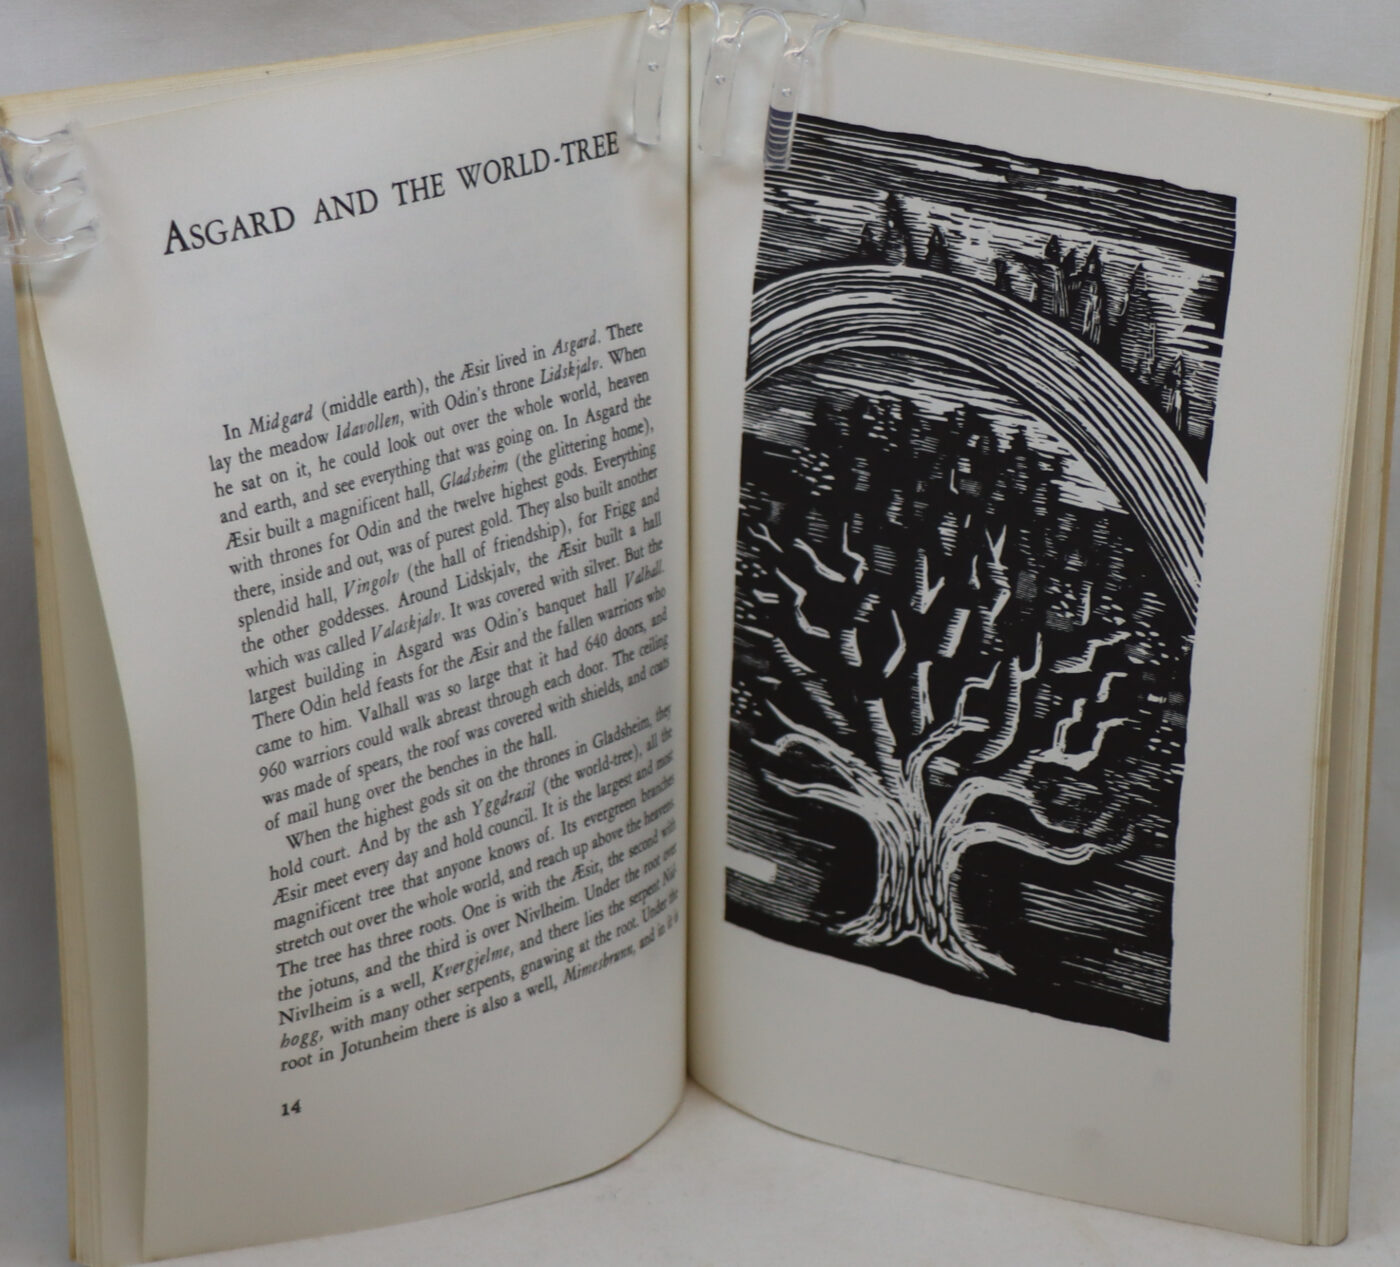 ASGARD AND THE WORLD-TREE
In Midgard (middle earth), the Æsir lived in Asgard. There
lay the meadow Idavollen, with Odin's throne Lidskjalv. When
he sat on it, he could look out over the whole world, heaven
and earth, and see everything that was going on. In Asgard the
Æsir built a magnificent hall, Gladsheim (the glittering home),
with thrones for Odin and the twelve highest gods. Everything
there, inside and out, was of purest gold. They also built another
splendid hall, Vingolv (the hall of friendship), for Frigg and
the other goddesses. Around Lidskjalv, the Æsir built a hall
which was called Valaskjalv. It was covered with silver. But the
largest building in Asgard was Odin's banquet hall Valhall.
There Odin held feasts for the Æsir and the fallen warriors who
came to him. Valhall was so large that it had 640 doors, and
960 warriors could walk abreast through each door. The ceiling
was made of spears, the roof was covered with shields, and coats
of mail hung over the benches in the hall.
When the highest gods sit on the thrones in Gladsheim, they
hold court. And by the ash Yggdrasil (the world-tree), all the
Æsir meet every day and hold council. It is the largest and most
magnificent tree that anyone knows of. Its evergreen branches
stretch out over the whole world, and reach up above the heavens.
The tree has three roots. One is with the Æsir, the second with
the jotuns, and the third is over Nivlheim. Under the root over
Nivlheim is a well, Kvergjelme, and there lies the serpent Nid-
hogg, with many other serpents, gnawing at the root. Under the
root in Jotunheim there is also a well, Mimesbrunn, and in it is
14